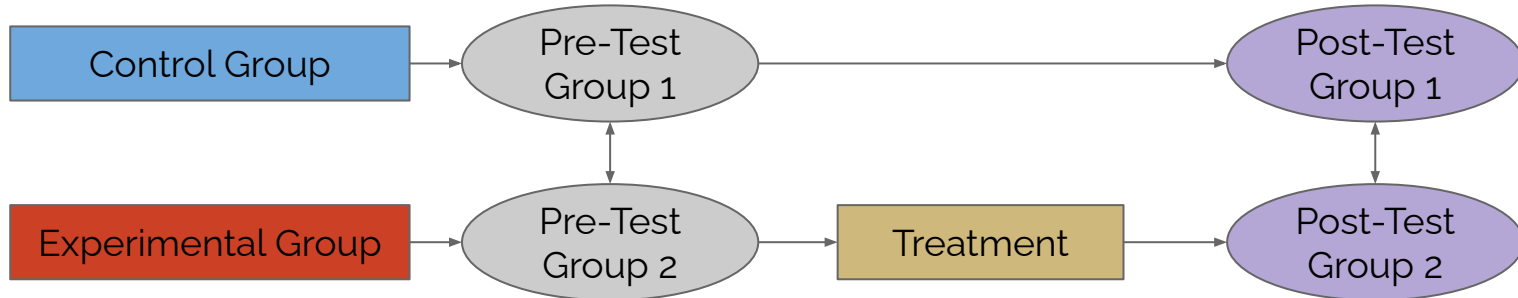 Control Group
Pre-Test
Group 1
Post-Test
Group 1
Experimental Group
Pre-Test
Group 2
Treatment
Post-Test
Group 2